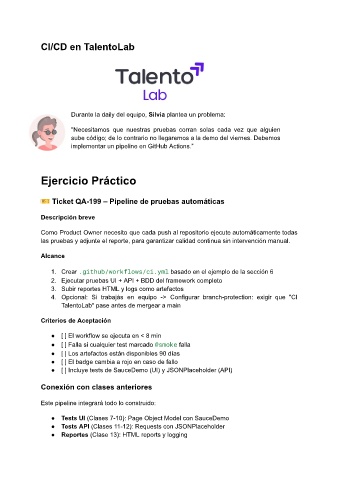 CI/CD en TalentoLab
Talento
Lab
Durante la daily del equipo, Silvia plantea un problema:
"Necesitamos que nuestras pruebas corran solas cada vez que alguien
sube código; de lo contrario no llegaremos a la demo del viernes. Debemos
implementar un pipeline en GitHub Actions."
Ejercicio Práctico
🎫 Ticket QA-199 – Pipeline de pruebas automáticas
Descripción breve
Como Product Owner necesito que cada push al repositorio ejecute automáticamente todas
las pruebas y adjunte el reporte, para garantizar calidad continua sin intervención manual.
Alcance
1. Crear .github/workflows/ci.yml basado en el ejemplo de la sección 6
2. Ejecutar pruebas UI + API + BDD del framework completo
3. Subir reportes HTML y logs como artefactos
4. Opcional: Si trabajás en equipo -> Configurar branch-protection: exigir que "CI
TalentoLab" pase antes de mergear a main
Criterios de Aceptación
● [ ] El workflow se ejecuta en < 8 min
● [ ] Falla si cualquier test marcado @smoke falla
● [ ] Los artefactos están disponibles 90 días
● [ ] El badge cambia a rojo en caso de fallo
● [ ] Incluye tests de SauceDemo (UI) y JSONPlaceholder (API)
Conexión con clases anteriores
Este pipeline integrará todo lo construido:
● Tests UI (Clases 7-10): Page Object Model con SauceDemo
● Tests API (Clases 11-12): Requests con JSONPlaceholder
● Reportes (Clase 13): HTML reports y logging